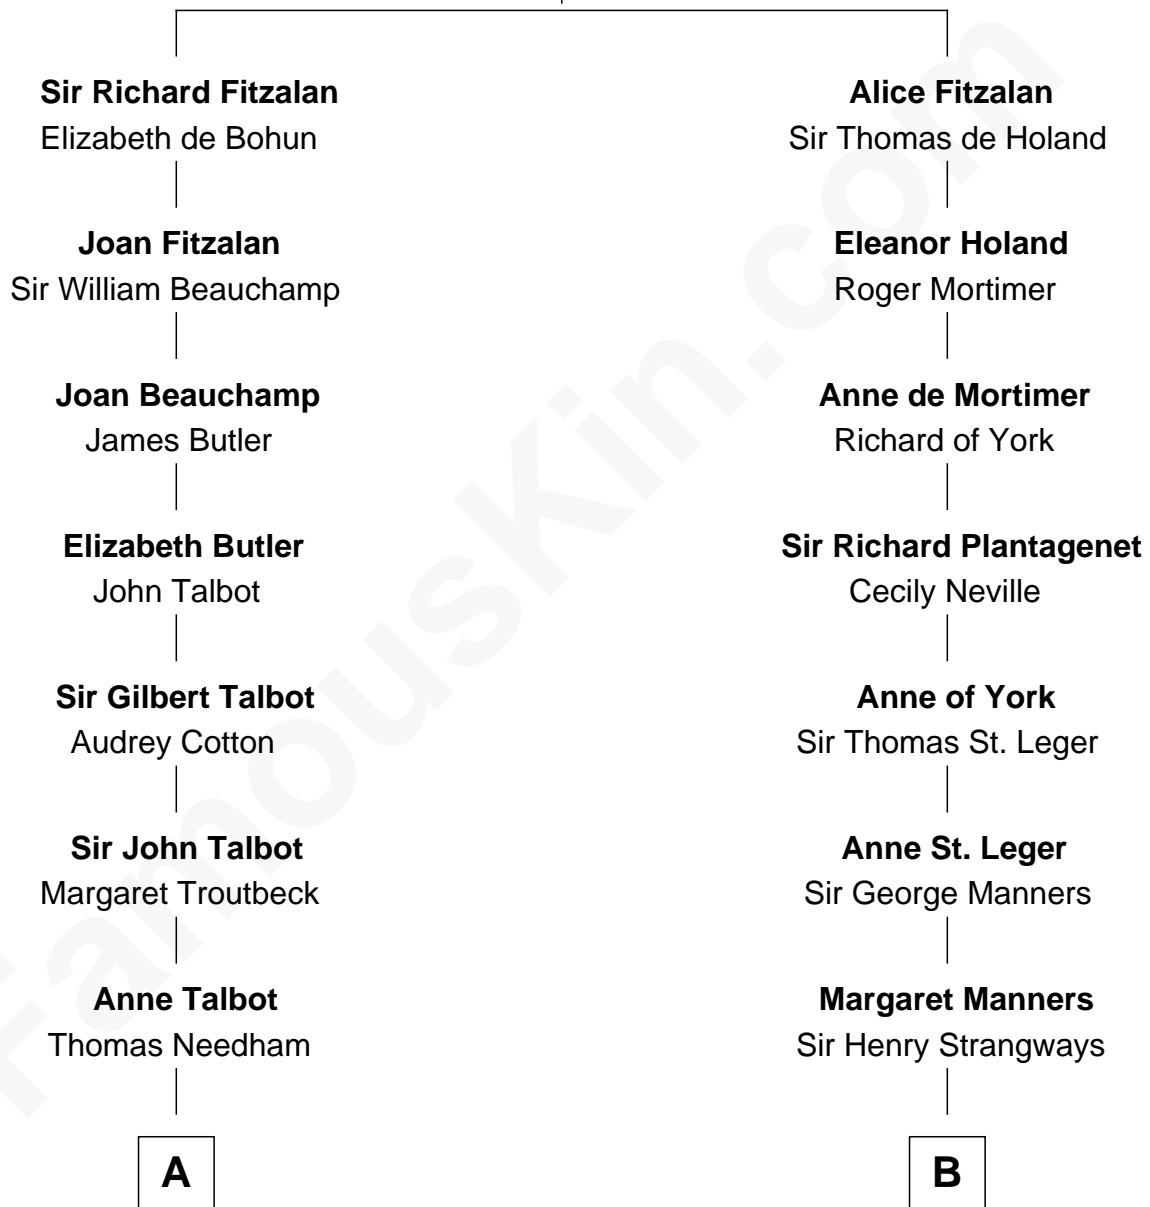 Sir Richard Fitzalan
Elizabeth de Bohun
Joan Fitzalan
Sir William Beauchamp
Joan Beauchamp
James Butler
Elizabeth Butler
John Talbot
Sir Gilbert Talbot
Audrey Cotton
Sir John Talbot
Margaret Troutbeck
Anne Talbot
Thomas Needham
A
Alice Fitzalan
Sir Thomas de Holand
Eleanor Holand
Roger Mortimer
Anne de Mortimer
Richard of York
Sir Richard Plantagenet
Cecily Neville
Anne of York
Sir Thomas St. Leger
Anne St. Leger
Sir George Manners
Margaret Manners
Sir Henry Strangways
B
FamousKin.com